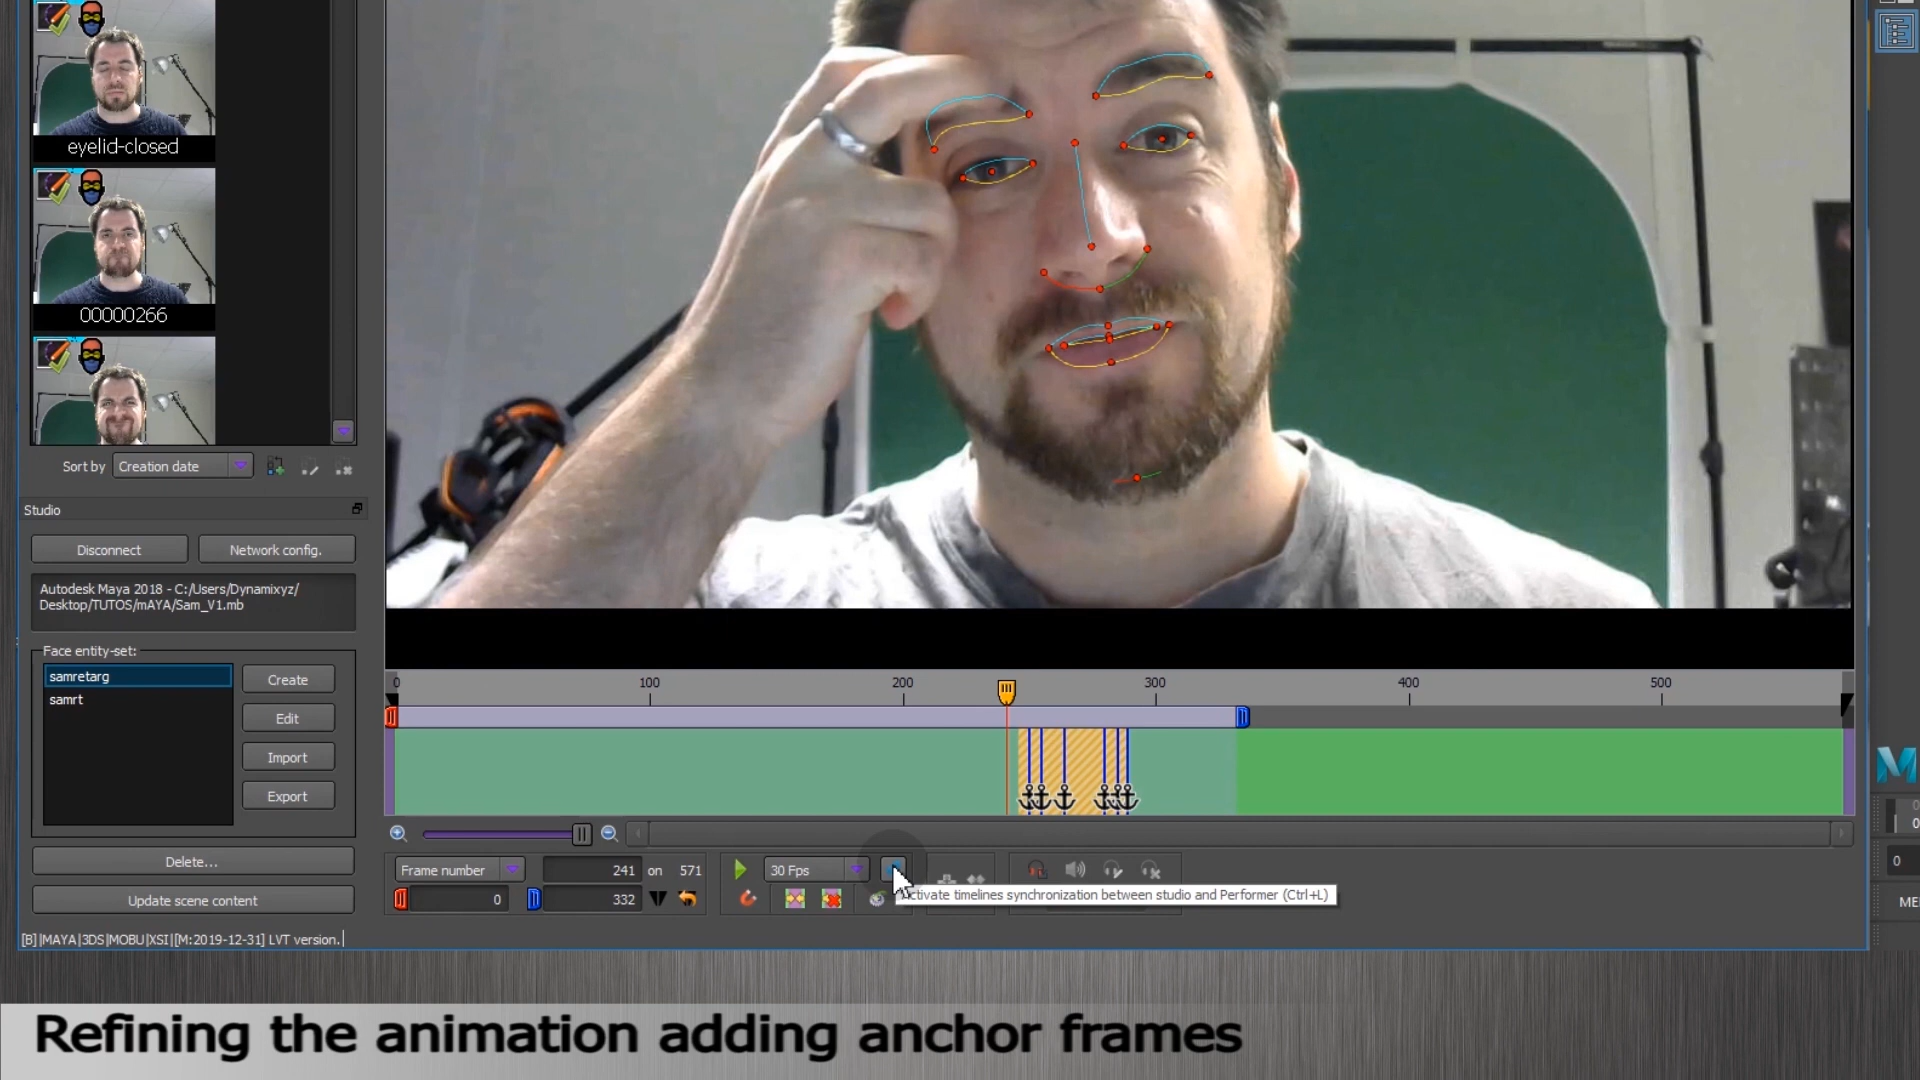 eyelid-closed
00000266
Sort by Creation date
Studio
Disconnect Network config.
Autodesk Maya 2018 - C:/Users/Dynamixyz/
Desktop/TUTOS/mAYA/Sam_V1.mb
Face entity-set:
samretarg
samrt
Create
Edit
Import
Export
Delete...
Update scene content
[B]|MAYA|3DS|MOBU|XSI|[M:2019-12-31] LVT version.
0 100 200 300 400 500
Frame number 241 on 571 30 Fps
0 332
activate timelines synchronization between studio and Performer (Ctrl+L)
0
0
0
ME
Refining the animation adding anchor frames